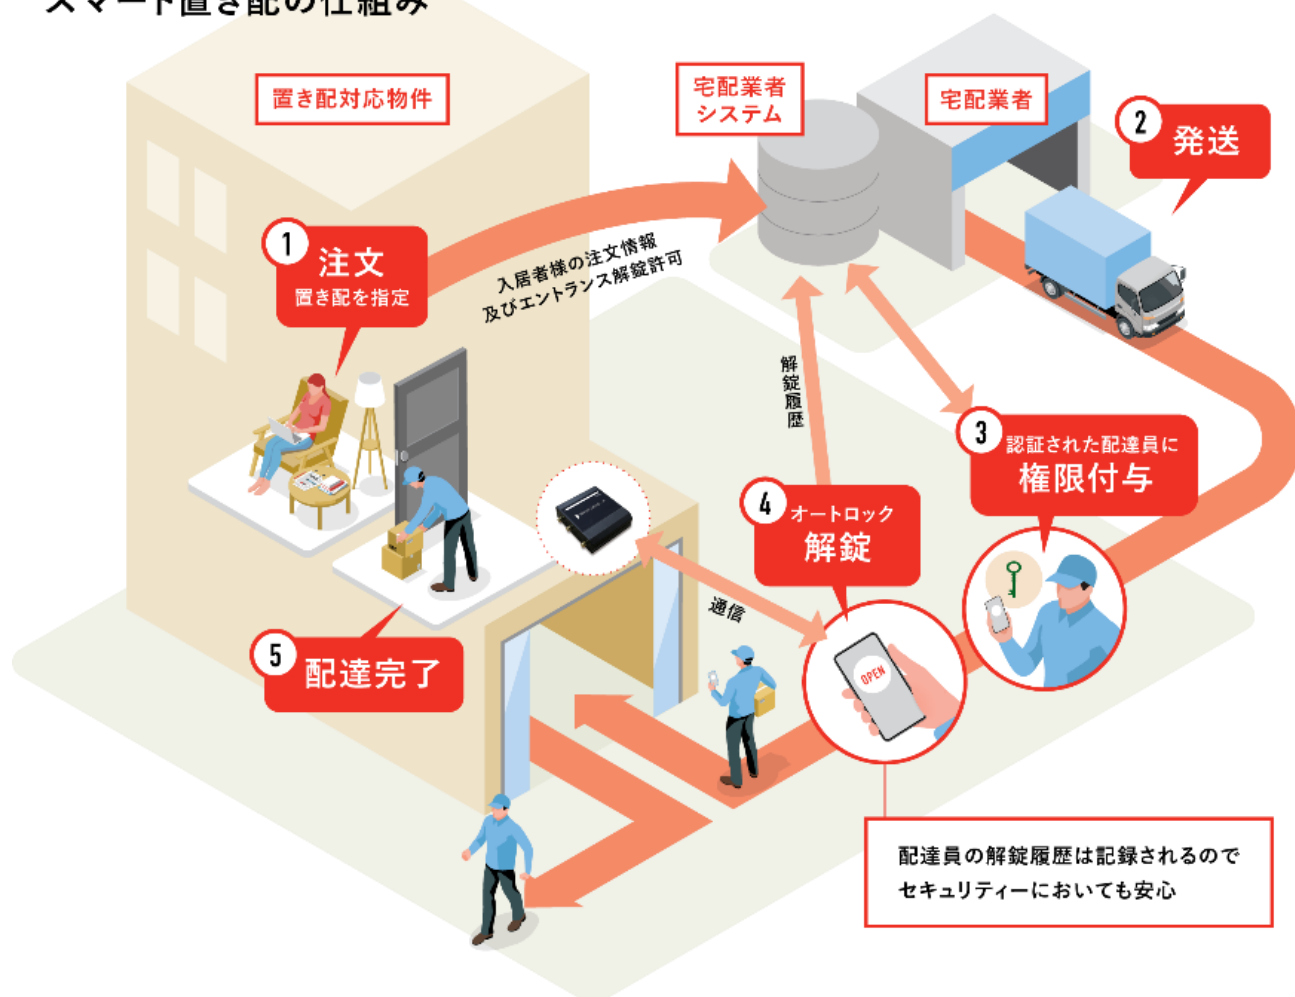 スマート置き配の仕組み
置き配対応物件
宅配業者
システム
宅配業者
2
発送
1
注文
置き配を指定
入居者様の注文情報
及びエントランス解錠許可
解錠履歴
3
認証された配達員に
権限付与
4
オートロック
解錠
通信
OPEN
5
配達完了
配達員の解錠履歴は記録されるので
セキュリティーにおいても安心